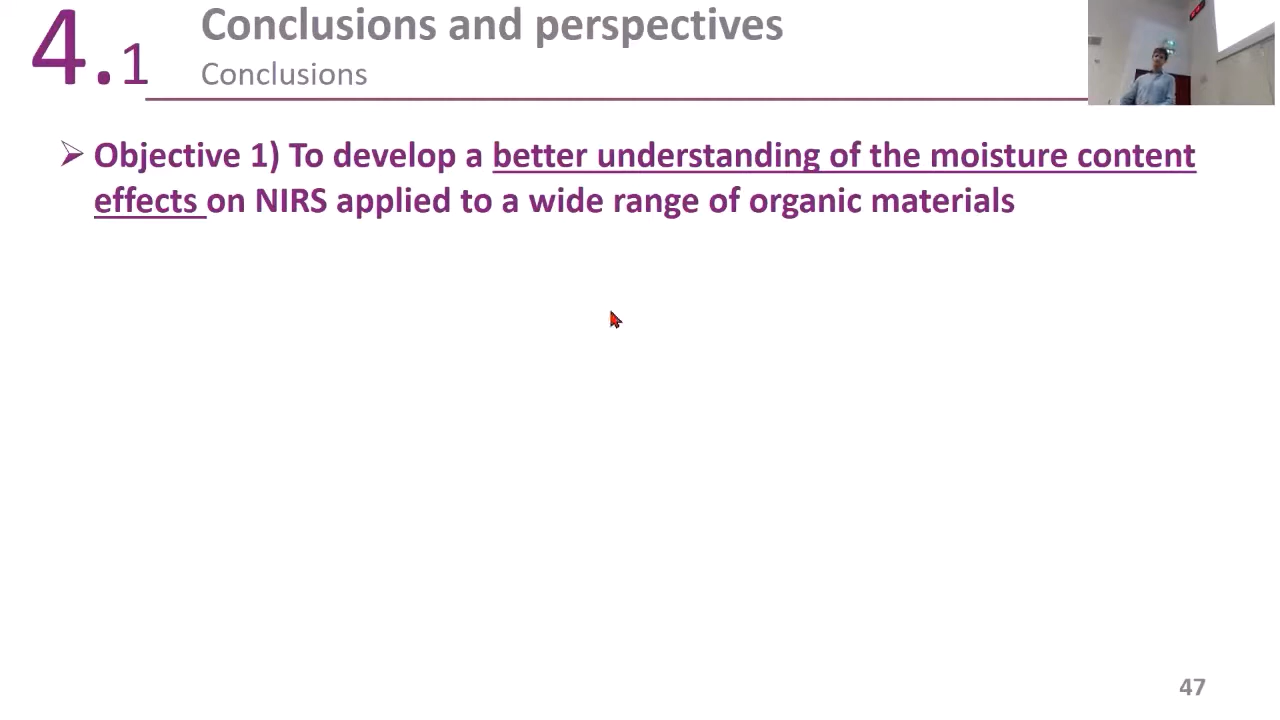 4.1
Conclusions and perspectives
Conclusions
Objective 1) To develop a better understanding of the moisture content
effects on NIRS applied to a wide range of organic materials
47